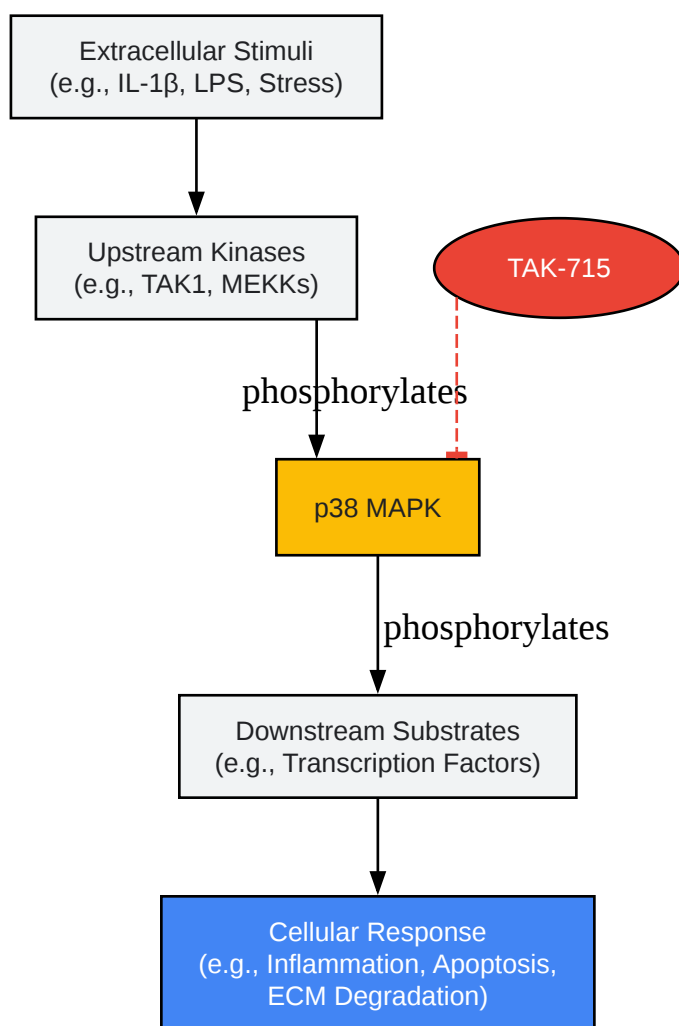 Extracellular Stimuli
(e.g., IL-1β, LPS, Stress)
Upstream Kinases
(e.g., TAK1, MEKKs)
TAK-715
phosphorylates
p38 MAPK
phosphorylates
Downstream Substrates
(e.g., Transcription Factors)
Cellular Response
(e.g., Inflammation, Apoptosis,
ECM Degradation)